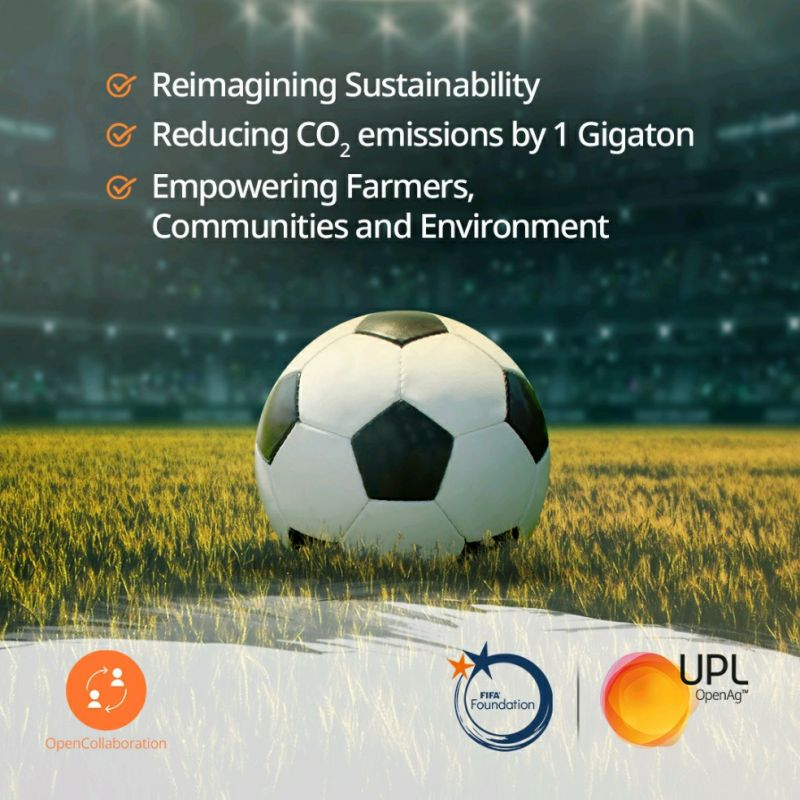 Reimagining Sustainability
Reducing CO₂ emissions by 1 Gigaton
Empowering Farmers,
Communities and Environment
OpenCollaboration
FIFA®
Foundation
UPL
OpenAg™